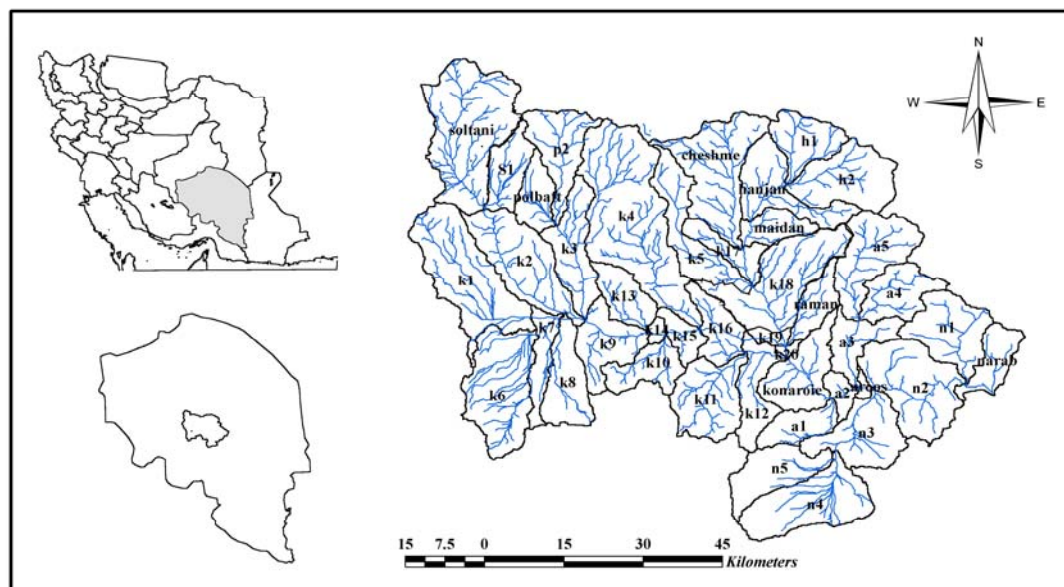 N
W E
S
soltani
S1
p2
polbaft
k4
cheshme
h1
hanjan
h2
maidan
k1
k2
k3
k5
k18
raman
a5
a4
k13
k7
k14
k9
k15
k16
k19
k20
a3
n1
narab
k6
k8
k10
k11
k12
konaroie
a2
n2
a1
n3
n5
n4
15 7.5 0 15 30 45
Kilometers